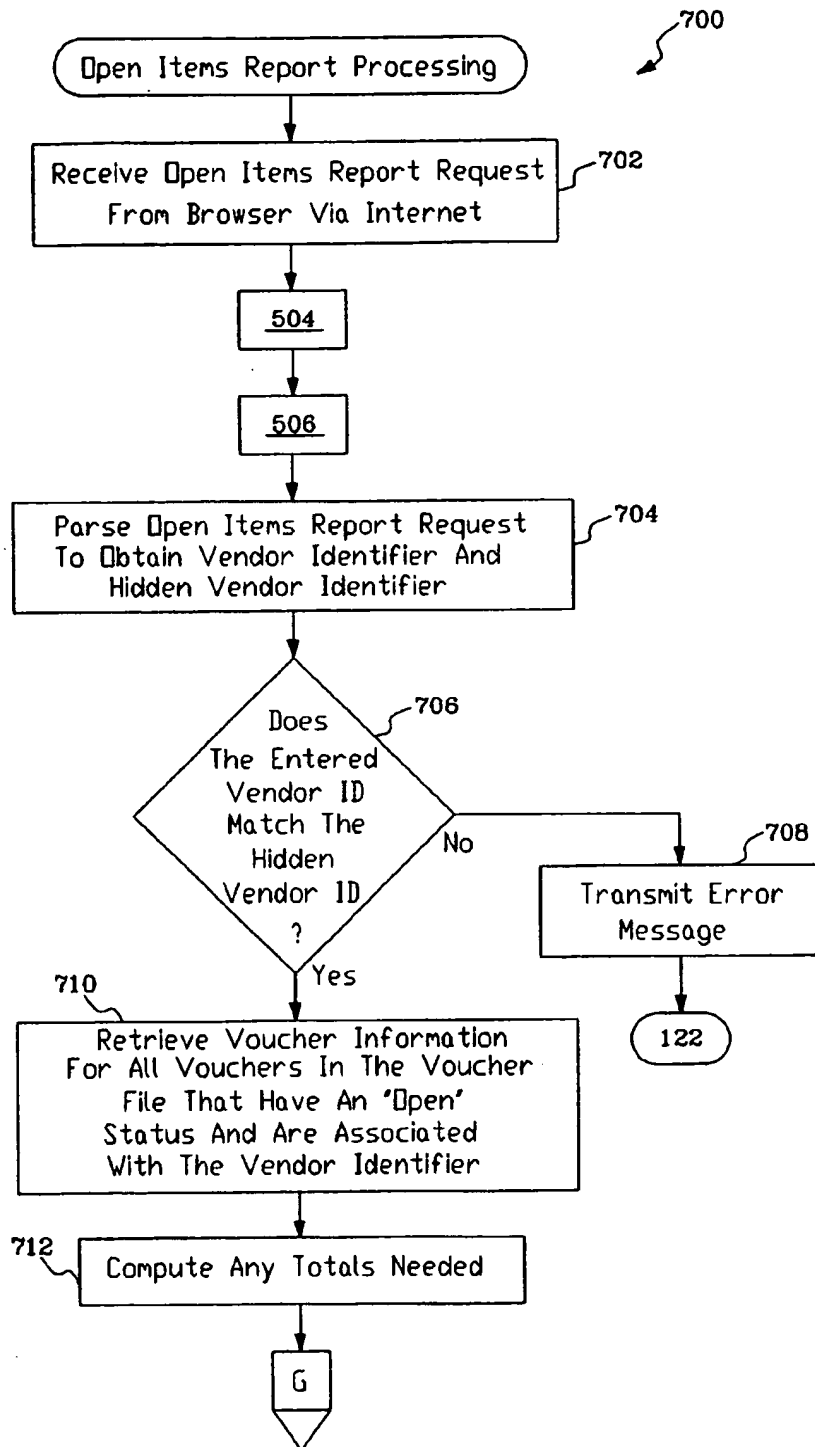 700
Open Items Report Processing
702
Receive Open Items Report Request
From Browser Via Internet
504
506
704
Parse Open Items Report Request
To Obtain Vendor Identifier And
Hidden Vendor Identifier
706
Does
The Entered
Vendor ID
Match The
Hidden
Vendor ID
?
No
Yes
708
Transmit Error
Message
122
710
Retrieve Voucher Information
For All Vouchers In The Voucher
File That Have An "Open"
Status And Are Associated
With The Vendor Identifier
712
Compute Any Totals Needed
G